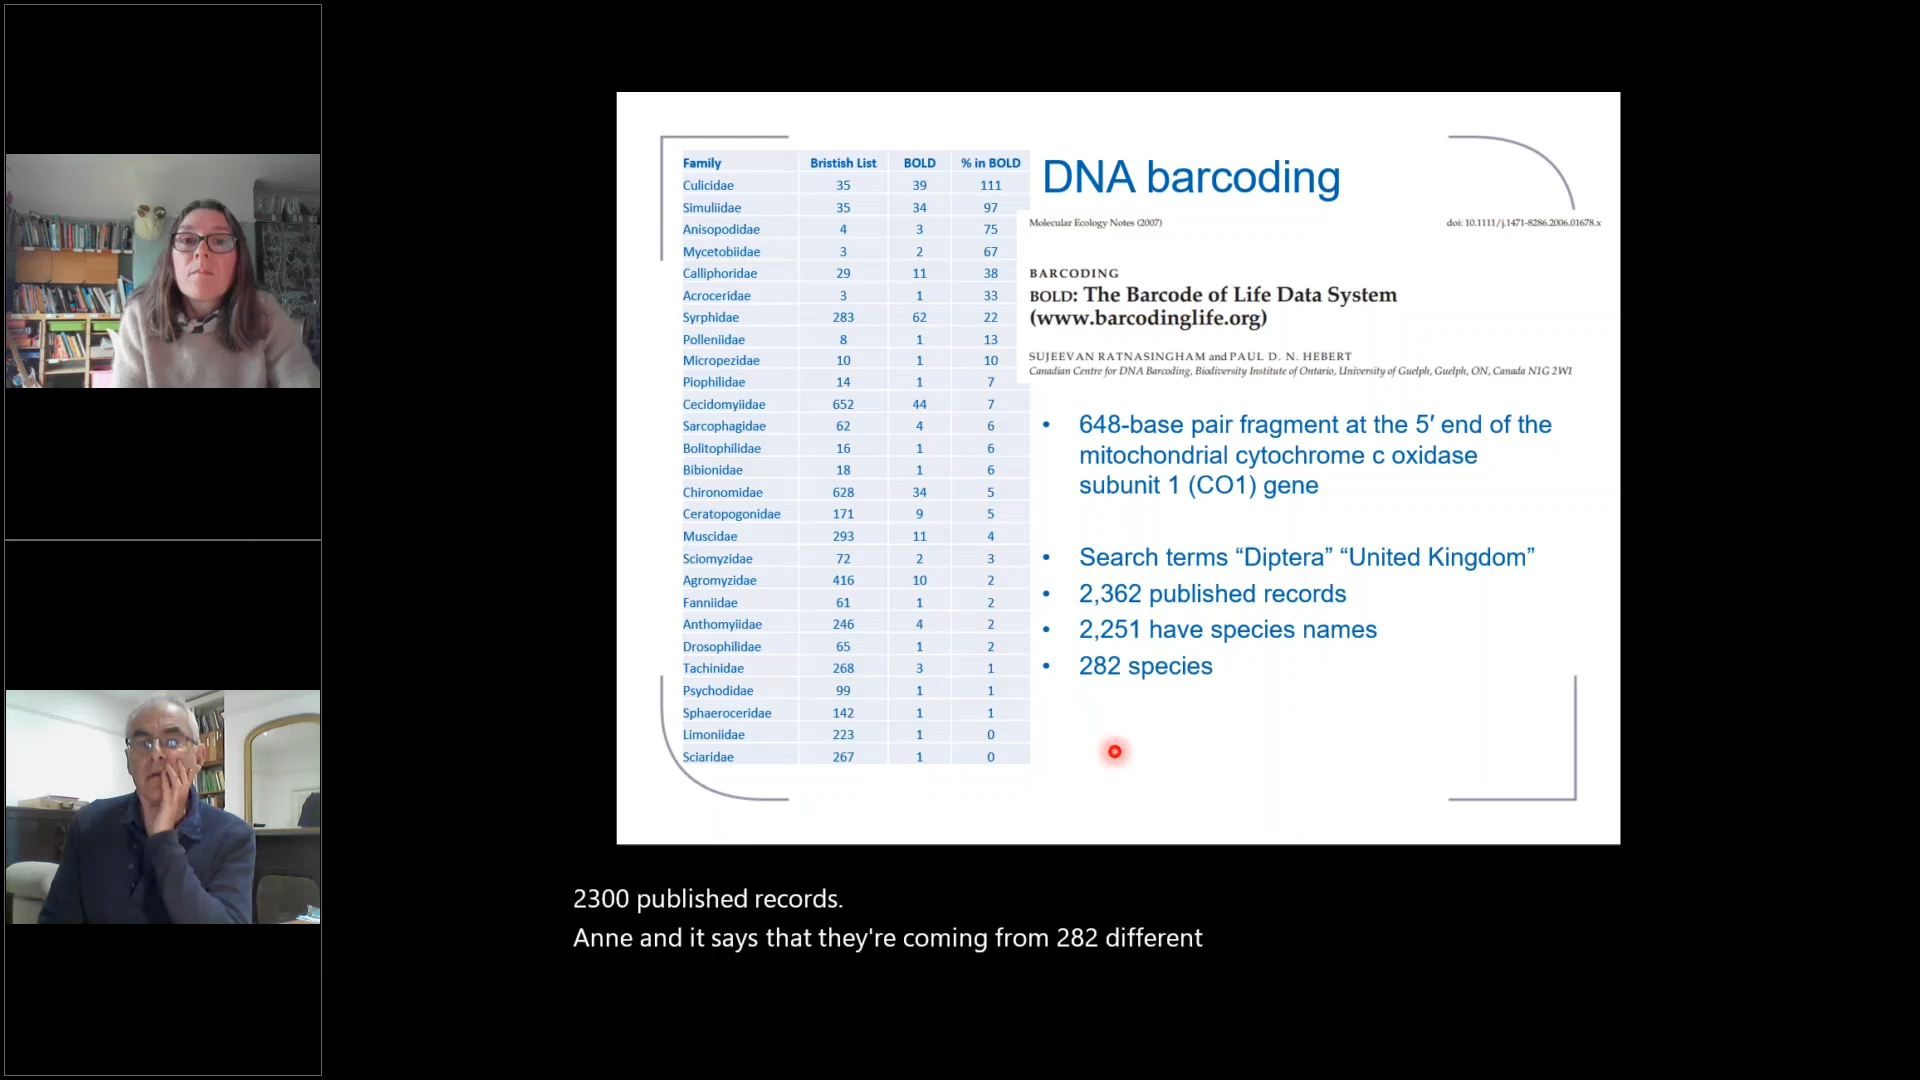 Family Bristish List BOLD % in BOLD
Culicidae 35 39 111
Simuliidae 35 34 97
Anisopodidae 4 3 75
Mycetobiidae 3 2 67
Calliphoridae 29 11 38
Acroceridae 3 1 33
Syrphidae 283 62 22
Polleniidae 8 1 13
Micropezidae 10 1 10
Piophilidae 14 1 7
Cecidomyiidae 652 44 7
Sarcophagidae 62 4 6
Bolitophilidae 16 1 6
Bibionidae 18 1 6
Chironomidae 628 34 5
Ceratopogonidae 171 9 5
Muscidae 293 11 4
Sciomyzidae 72 2 3
Agromyzidae 416 10 2
Fanniidae 61 1 2
Anthomyiidae 246 4 2
Drosophilidae 65 1 2
Tachinidae 268 3 1
Psychodidae 99 1 1
Sphaeroceridae 142 1 1
Limoniidae 223 1 0
Sciaridae 267 1 0
DNA barcoding
Molecular Ecology Notes (2007) doi: 10.1111/j.1471-8286.2006.01678.x
BARCODING
BOLD: The Barcode of Life Data System
(www.barcodinglife.org)
SUJEEVAN RATNASINGHAM and PAUL D. N. HEBERT
Canadian Centre for DNA Barcoding, Biodiversity Institute of Ontario, University of Guelph, Guelph, ON, Canada N1G 2W1
• 648-base pair fragment at the 5′ end of the
mitochondrial cytochrome c oxidase
subunit 1 (CO1) gene
• Search terms “Diptera” “United Kingdom”
• 2,362 published records
• 2,251 have species names
• 282 species
2300 published records.
Anne and it says that they're coming from 282 different